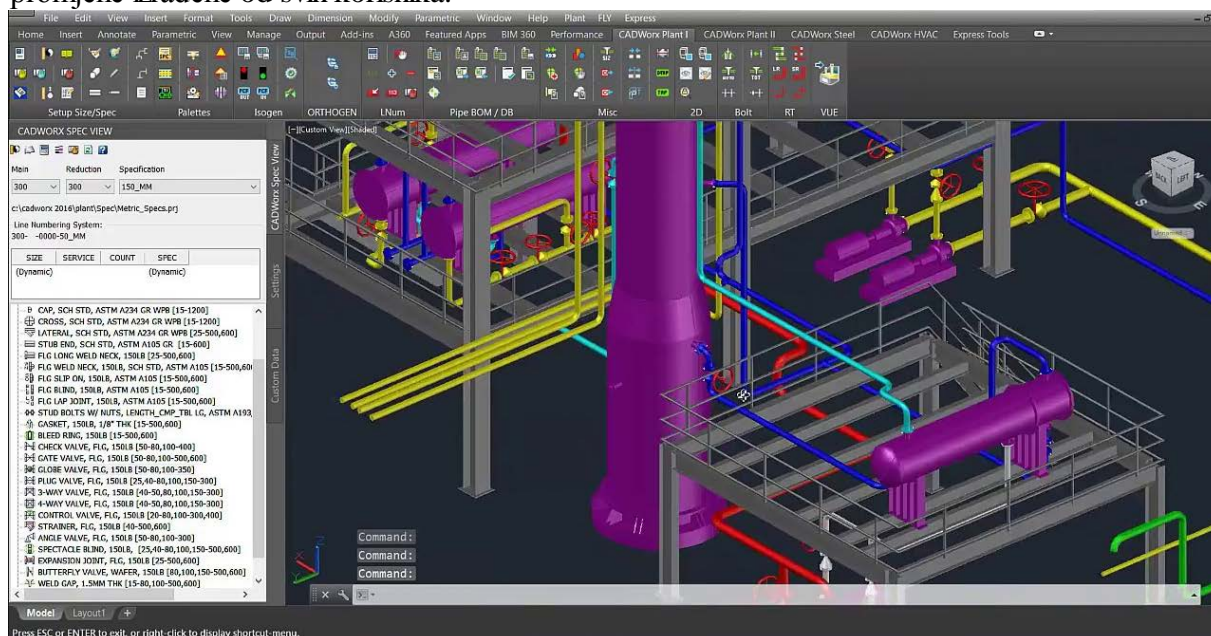 promjene izrađene od svih korisnika.
File Edit View Insert Format Tools Draw Dimension Modify Parametric Window Help Plant FLY Express
Home Insert Annotate Parametric View Manage Output Add-ins A360 Featured Apps BIM 360 Performance CADWorx Plant I CADWorx Plant II CADWorx Steel CADWorx HVAC Express Tools
Setup Size/Spec Palettes Isogen ORTHOGEN LNum Pipe BOM / DB Misc 2D Bolt RT VUE
CADWORX SPEC VIEW
[-][Custom View][Shaded]
Main Reduction Specification
300 300 150_MM
c:\cadworx 2016\plant\Spec\Metric_Specs.prj
Line Numbering System:
300- -0000-50_MM
SIZE SERVICE COUNT SPEC
(Dynamic) (Dynamic)
CAP, SCH STD, ASTM A234 GR WPB [15-1200]
CROSS, SCH STD, ASTM A234 GR WPB [15-1200]
LATERAL, SCH STD, ASTM A234 GR WPB [25-500,600]
STUB END, SCH STD, ASTM A105 GR [15-600]
FLG LONG WELD NECK, 150LB [25-500,600]
FLG WELD NECK, 150LB, SCH STD, ASTM A105 [15-500,60
FLG SLIP ON, 150LB, ASTM A105 [15-500,600]
FLG BLIND, 150LB, ASTM A105 [15-500,600]
FLG LAP JOINT, 150LB, ASTM A105 [15-500,600]
STUD BOLTS W/ NUTS, LENGTH_CMP_TBL LG, ASTM A193,
GASKET, 150LB, 1/8" THK [15-500,600]
BLEED RING, 150LB [15-500,600]
CHECK VALVE, FLG, 150LB [50-80,100-400]
GATE VALVE, FLG, 150LB [50-80,100-500,600]
GLOBE VALVE, FLG, 150LB [50-80,100-350]
PLUG VALVE, FLG, 150LB [25,40-80,100,150-300]
3-WAY VALVE, FLG, 150LB [40-50,80,100,150-300]
4-WAY VALVE, FLG, 150LB [40-50,80,100,150-300]
CONTROL VALVE, FLG, 150LB [20-80,100-300,400]
STRAINER, FLG, 150LB [40-500,600]
ANGLE VALVE, FLG, 150LB [50-80,100-300]
SPECTACLE BLIND, 150LB, [25,40-80,100,150-500,600]
EXPANSION JOINT, FLG, 150LB [25-500,600]
BUTTERFLY VALVE, WAFER, 150LB [80,100,150-500,600]
WELD GAP, 1.5MM THK [15-80,100-500,600]
CADWorx Spec View
Settings
Custom Data
BACK LEFT
S E
Unnamed
Z
X
Command:
Command:
Command:
Model Layout1 +
Press ESC or ENTER to exit, or right-click to display shortcut-menu.